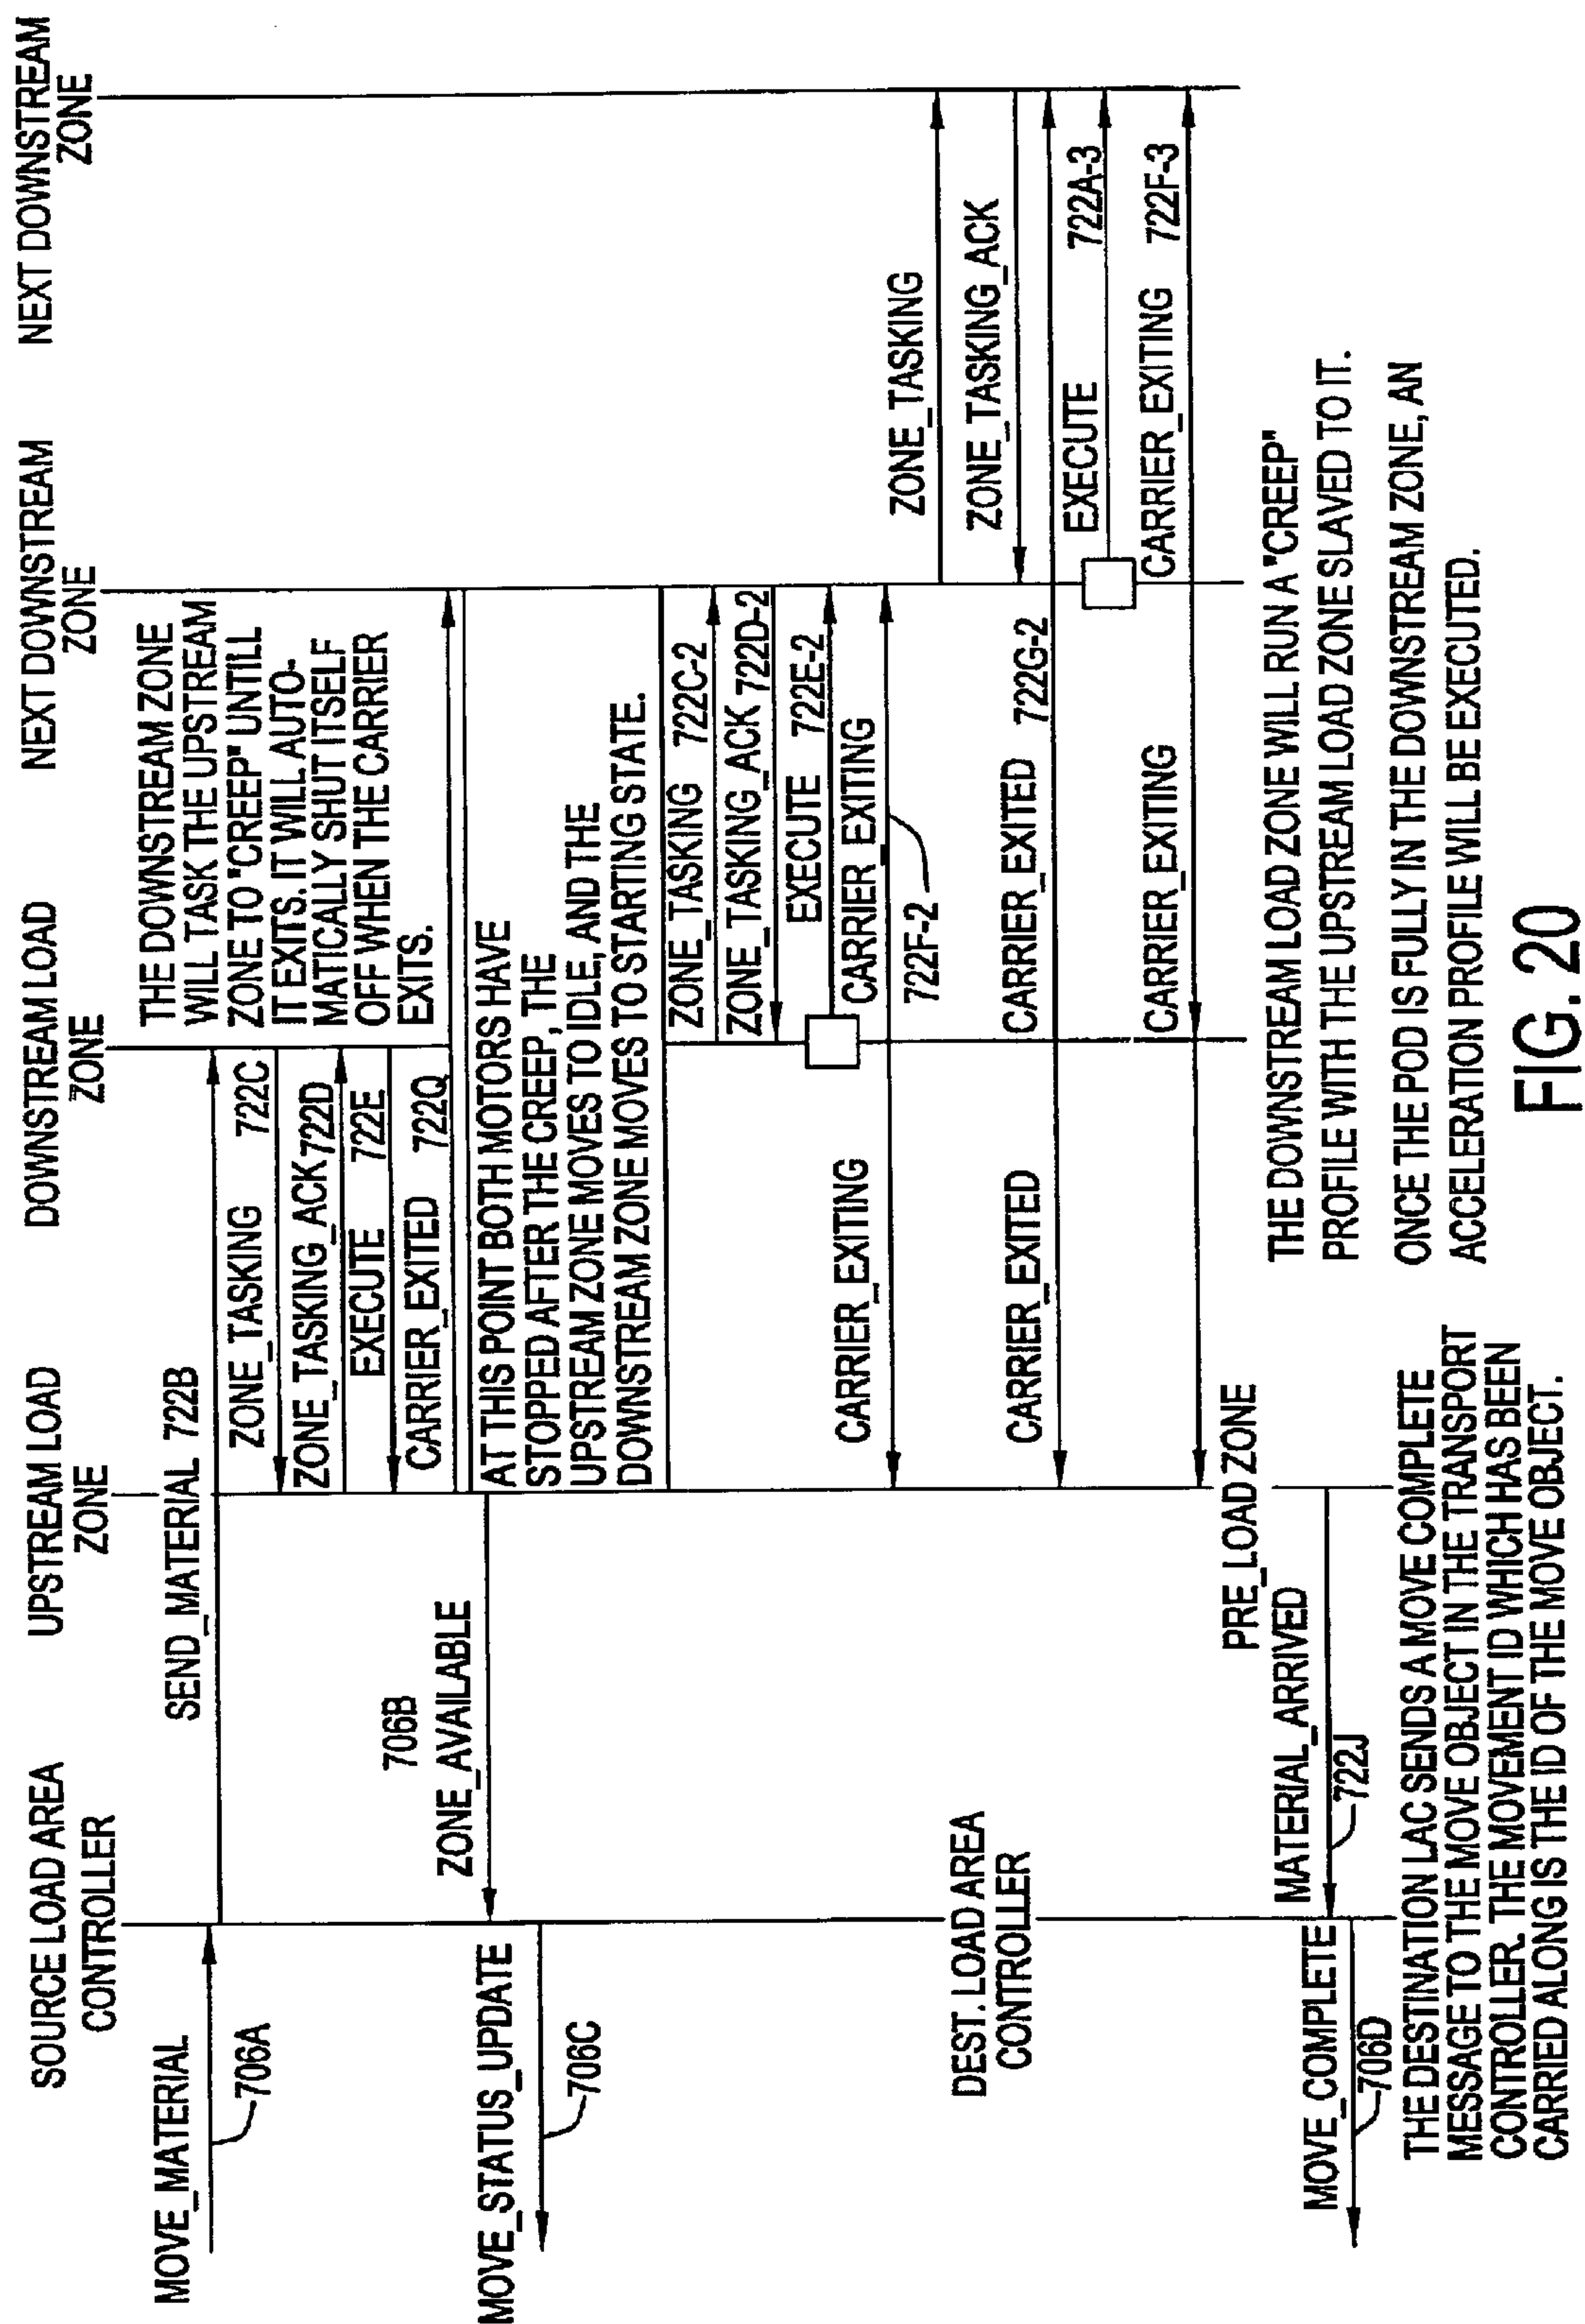 SOURCE LOAD AREA
CONTROLLER
UPSTREAM LOAD
ZONE
DOWNSTREAM LOAD
ZONE
NEXT DOWNSTREAM
ZONE
NEXT DOWNSTREAM
ZONE
MOVE_MATERIAL
706A
SEND_MATERIAL 722B
ZONE_TASKING 722C
ZONE_TASKING_ACK 722D
EXECUTE 722E
CARRIER_EXITED 722Q
THE DOWNSTREAM ZONE
WILL TASK THE UPSTREAM
ZONE TO "CREEP" UNTILL
IT EXITS. IT WILL AUTO-
MATICALLY SHUT ITSELF
OFF WHEN THE CARRIER
EXITS.
706B
ZONE_AVAILABLE
MOVE_STATUS_UPDATE
706C
AT THIS POINT BOTH MOTORS HAVE
STOPPED AFTER THE CREEP, THE
UPSTREAM ZONE MOVES TO IDLE, AND THE
DOWNSTREAM ZONE MOVES TO STARTING STATE.
ZONE_TASKING 722C-2
ZONE_TASKING_ACK 722D-2
EXECUTE 722E-2
CARRIER_EXITING
CARRIER_EXITING
722F-2
ZONE_TASKING
ZONE_TASKING_ACK
CARRIER_EXITED
CARRIER_EXITED 722G-2
EXECUTE 722A-3
CARRIER_EXITING 722F-3
CARRIER_EXITING
DEST. LOAD AREA
CONTROLLER
PRE_LOAD ZONE
MATERIAL_ARRIVED
722J
MOVE_COMPLETE
706D
THE DESTINATION LAC SENDS A MOVE COMPLETE
MESSAGE TO THE MOVE OBJECT IN THE TRANSPORT
CONTROLLER. THE MOVEMENT ID WHICH HAS BEEN
CARRIED ALONG IS THE ID OF THE MOVE OBJECT.
THE DOWNSTREAM LOAD ZONE WILL RUN A "CREEP"
PROFILE WITH THE UPSTREAM LOAD ZONE SLAVED TO IT.
ONCE THE POD IS FULLY IN THE DOWNSTREAM ZONE, AN
ACCELERATION PROFILE WILL BE EXECUTED.
FIG. 20